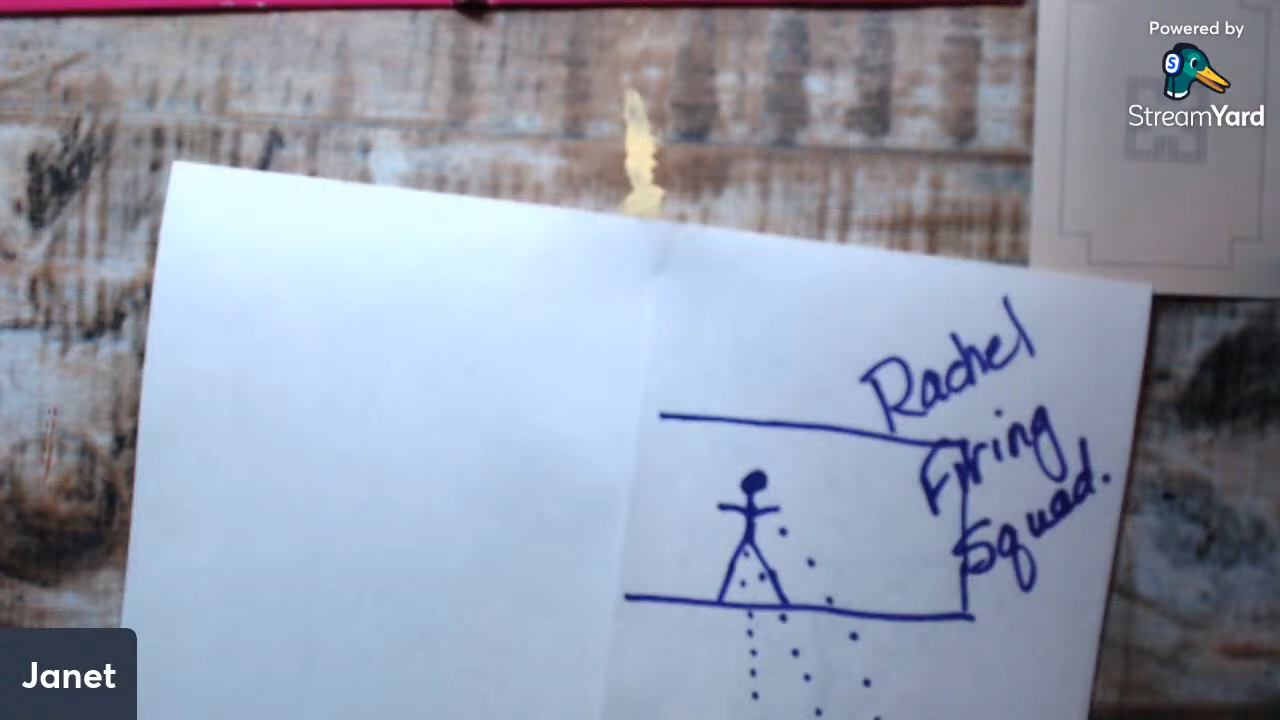 Powered by
StreamYard
Rachel
Firing
Squad.
Janet